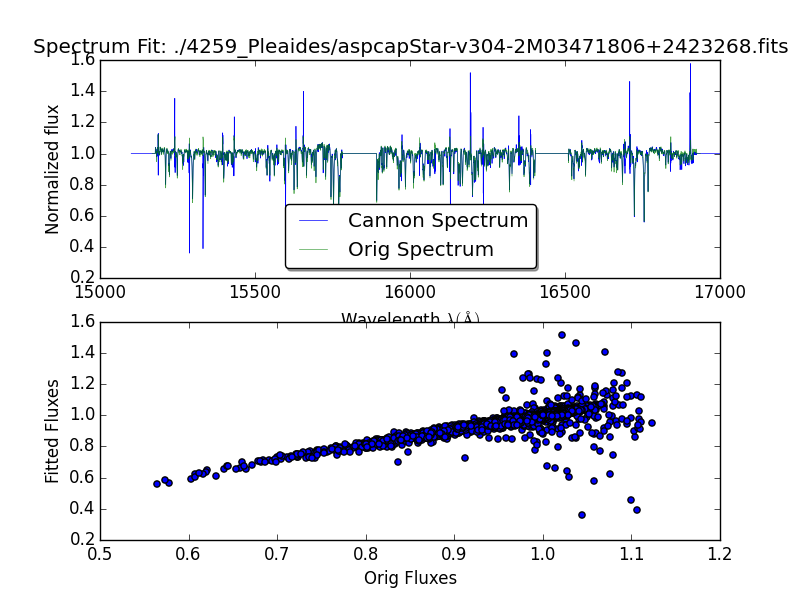 Spectrum Fit: ./4259_Pleaides/aspcapStar-v304-2M03471806+2423268.fits
1.6
1.4
1.2
1.0
0.8
0.6
0.4
0.2
Normalized flux
Cannon Spectrum
Orig Spectrum
15000 15500 16000 16500 17000
Wavelength λ(Å)
1.6
1.4
1.2
1.0
0.8
0.6
0.4
0.2
Fitted Fluxes
0.5 0.6 0.7 0.8 0.9 1.0 1.1 1.2
Orig Fluxes